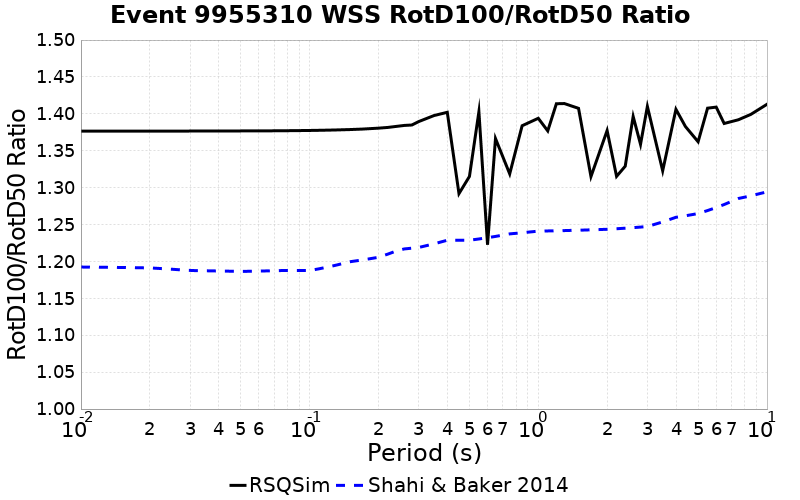 Event 9955310 WSS RotD100/RotD50 Ratio
RotD100/RotD50 Ratio
1.50
1.45
1.40
1.35
1.30
1.25
1.20
1.15
1.10
1.05
1.00
10^-2 2 3 4 5 6 10^-1 2 3 4 5 6 7 10^0 2 3 4 5 6 7 10^1
Period (s)
RSQSim Shahi & Baker 2014